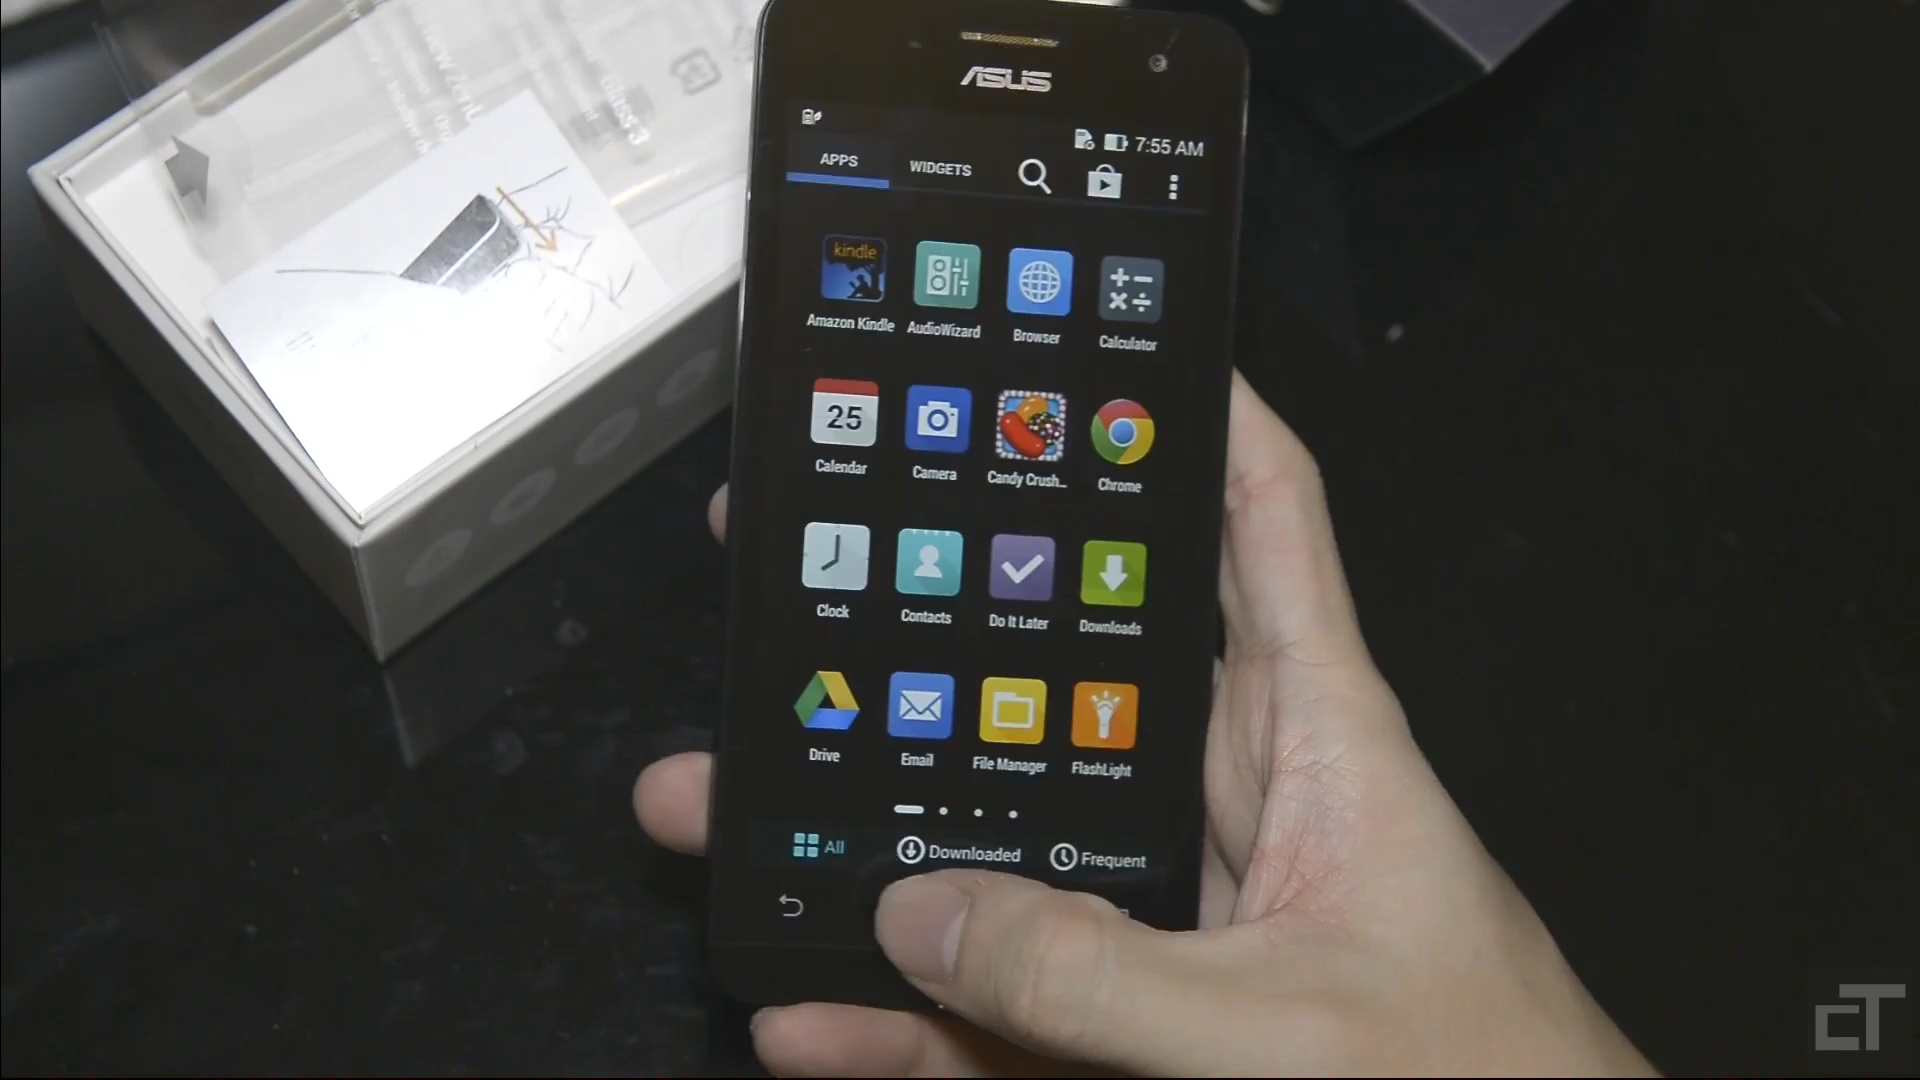 ASUS
7:55 AM
APPS WIDGETS
kindle
Amazon Kindle AudioWizard Browser Calculator
25
Calendar Camera Candy Crush... Chrome
Clock Contacts Do It Later Downloads
Drive Email File Manager FlashLight
All Downloaded Frequent
cT